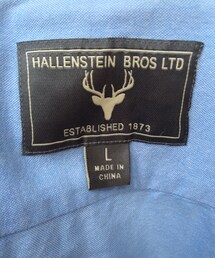 HALLENSTEIN BROS LTD
ESTABLISHED 1873
L
MADE IN
CHINA